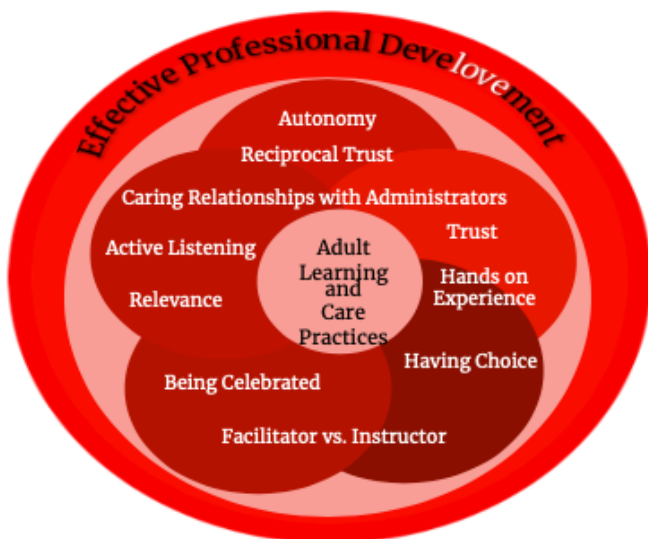 Effective Professional Develovement
Autonomy
Reciprocal Trust
Caring Relationships with Administrators
Trust
Active Listening
Adult
Learning
and
Care
Practices
Hands on
Experience
Relevance
Having Choice
Being Celebrated
Facilitator vs. Instructor